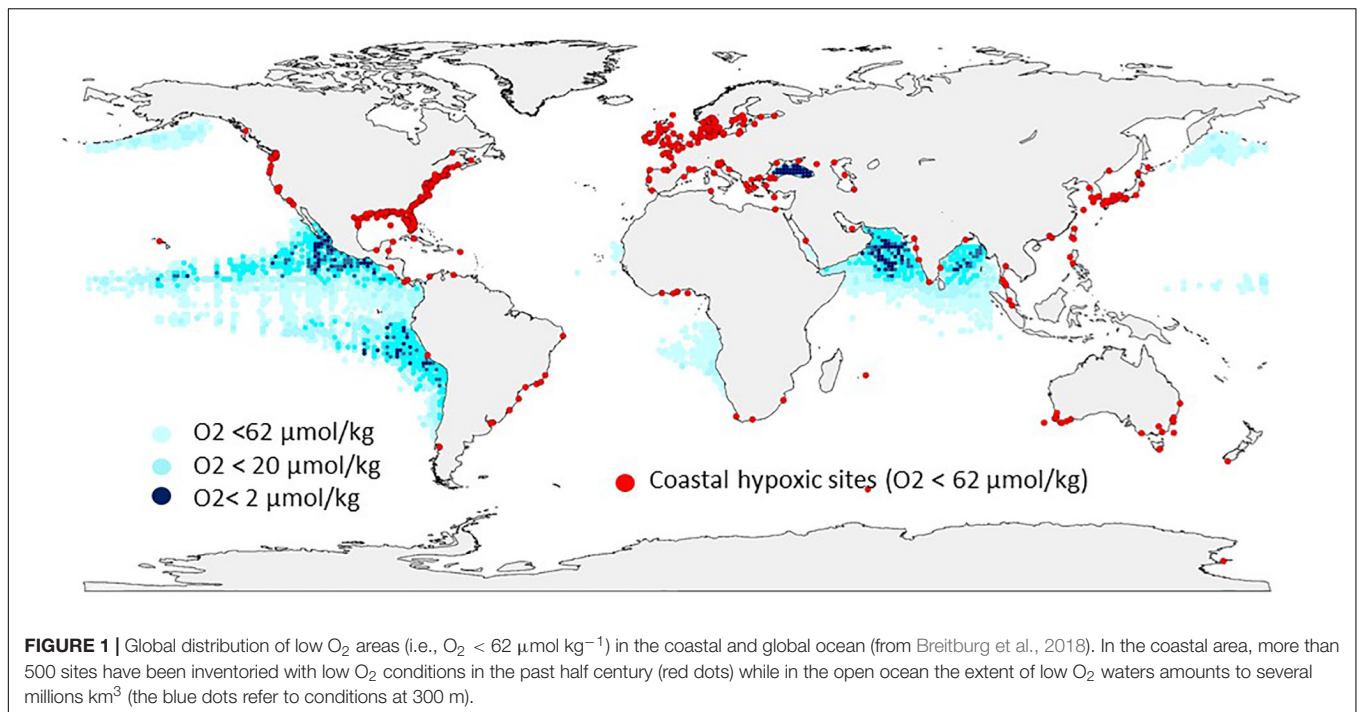 O2 <62 µmol/kg
O2 < 20 µmol/kg
O2< 2 µmol/kg
Coastal hypoxic sites (O2 < 62 µmol/kg)
FIGURE 1 | Global distribution of low O₂ areas (i.e., O₂ < 62 µmol kg⁻¹) in the coastal and global ocean (from Breitburg et al., 2018). In the coastal area, more than
500 sites have been inventoried with low O₂ conditions in the past half century (red dots) while in the open ocean the extent of low O₂ waters amounts to several
millions km³ (the blue dots refer to conditions at 300 m).